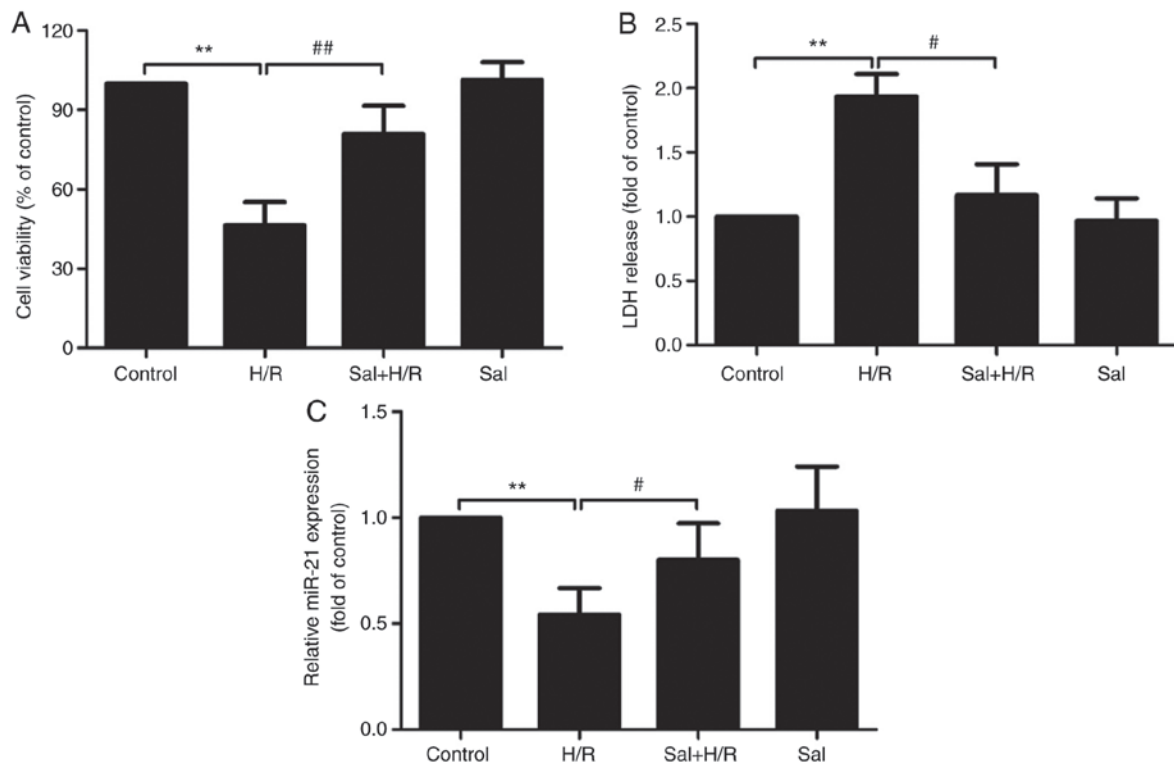 A
Cell viability (% of control)
120
90
60
30
0
**
##
Control
H/R
Sal+H/R
Sal
B
LDH release (fold of control)
2.5
2.0
1.5
1.0
0.5
0.0
**
#
Control
H/R
Sal+H/R
Sal
C
Relative miR-21 expression
(fold of control)
1.5
1.0
0.5
0.0
**
#
Control
H/R
Sal+H/R
Sal